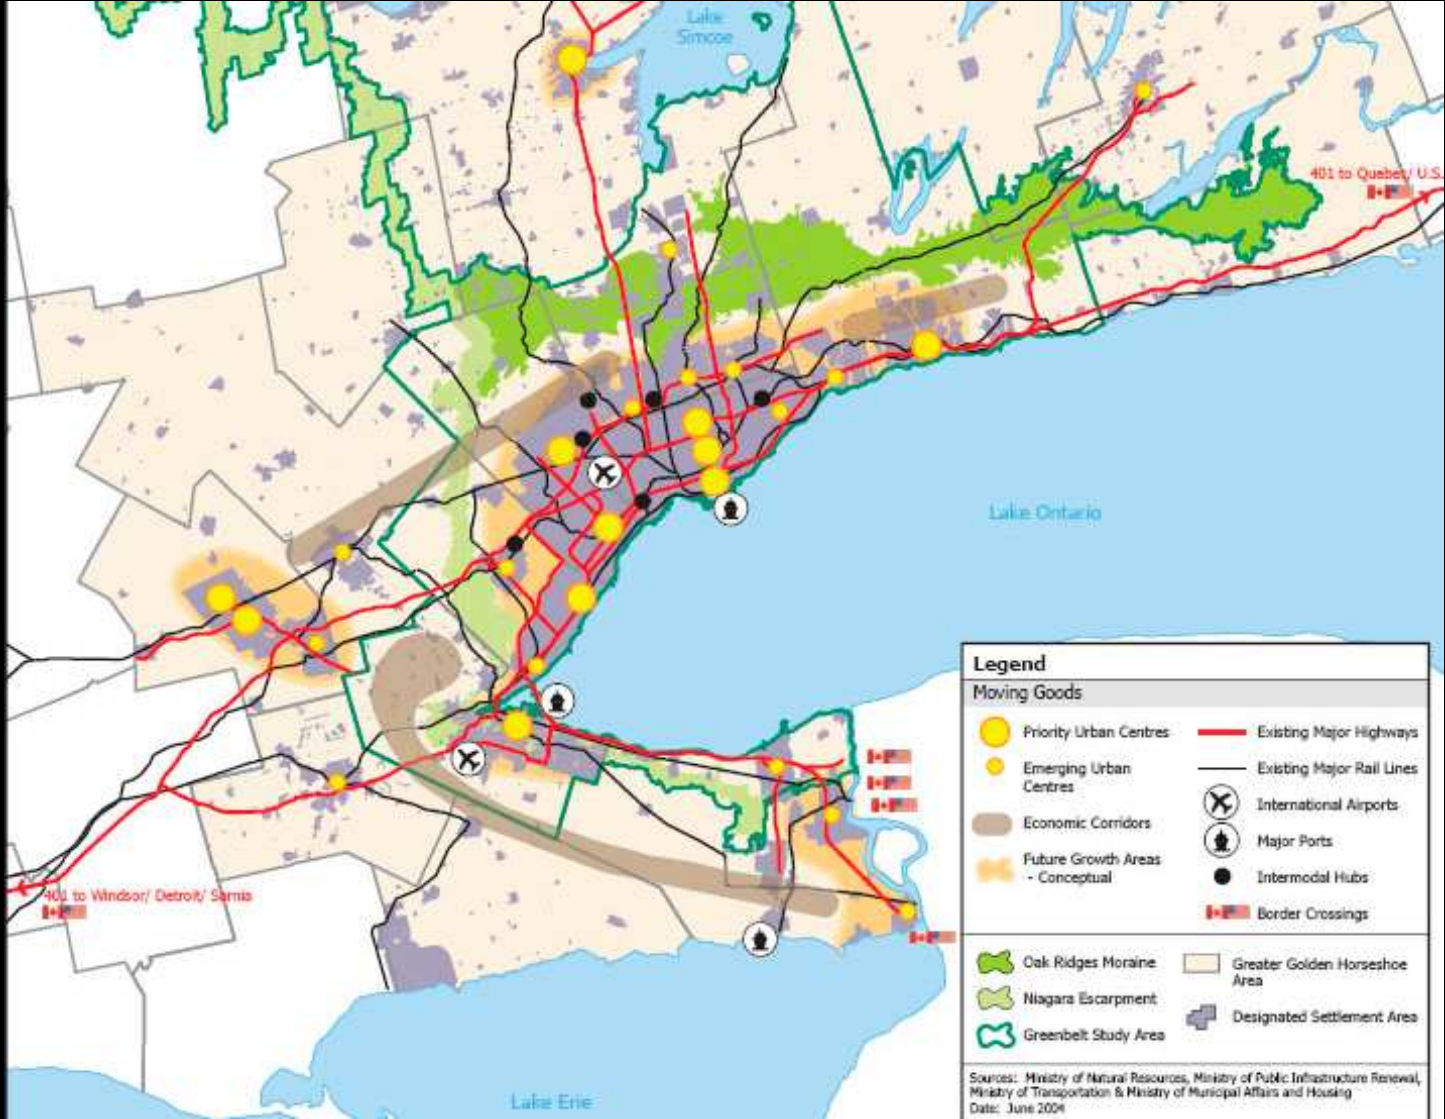 Lake
Simcoe
401 to Quebec/ U.S.
Lake Ontario
401 to Windsor/ Detroit/ Sarnia
Lake Erie
Legend
Moving Goods
Priority Urban Centres
Emerging Urban
Centres
Economic Corridors
Future Growth Areas
- Conceptual
Existing Major Highways
Existing Major Rail Lines
International Airports
Major Ports
Intermodal Hubs
Border Crossings
Oak Ridges Moraine
Niagara Escarpment
Greenbelt Study Area
Greater Golden Horseshoe
Area
Designated Settlement Area
Sources: Ministry of Natural Resources, Ministry of Public Infrastructure Renewal,
Ministry of Transportation & Ministry of Municipal Affairs and Housing
Date: June 2004